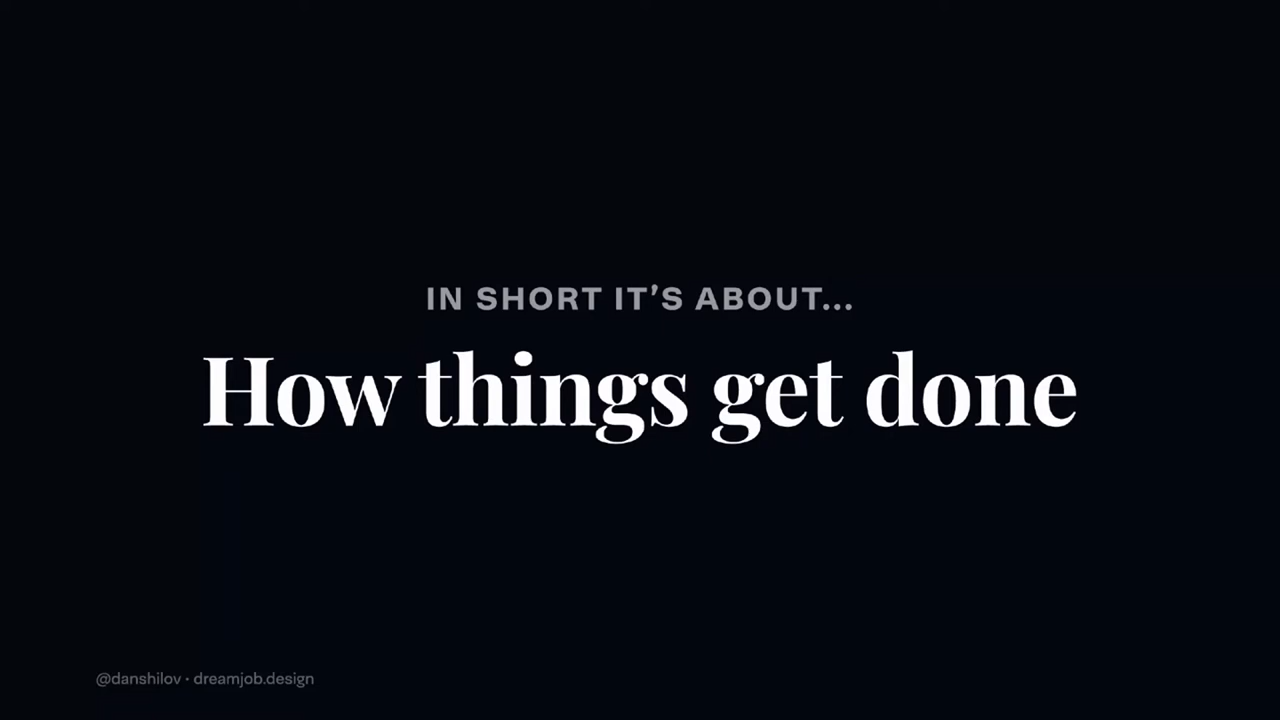 IN SHORT IT'S ABOUT...
How things get done
@danshilov • dreamjob.design